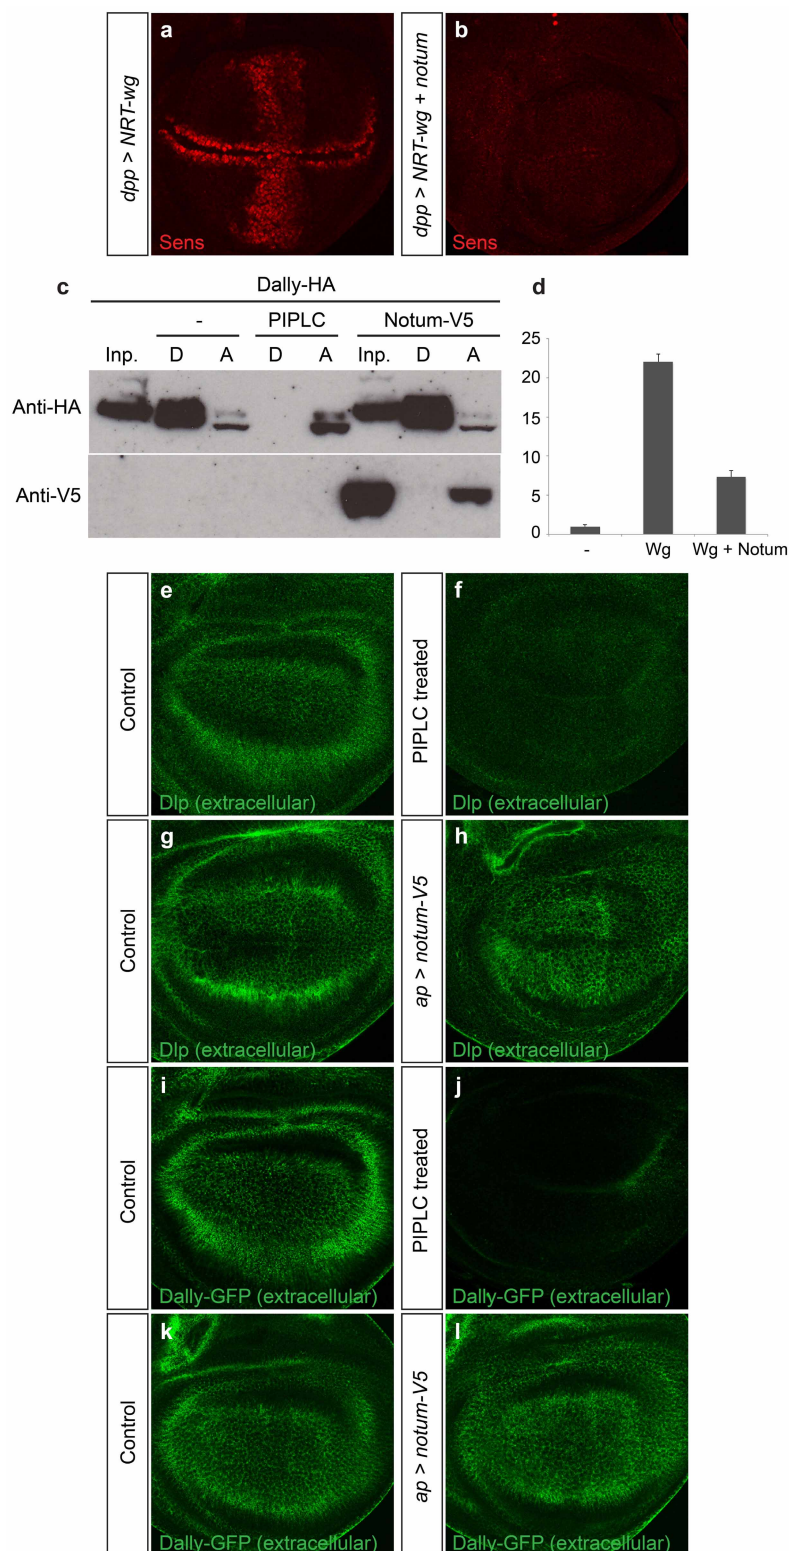 a
dpp > NRT-wg
Sens
b
dpp > NRT-wg + notum
Sens
c
Dally-HA
- PIPLC Notum-V5
Inp. D A D A Inp. D A
Anti-HA
Anti-V5
d
25
20
15
10
5
0
- Wg Wg + Notum
e
Control
Dlp (extracellular)
f
PIPLC treated
Dlp (extracellular)
g
Control
Dlp (extracellular)
h
ap > notum-V5
Dlp (extracellular)
i
Control
Dally-GFP (extracellular)
j
PIPLC treated
Dally-GFP (extracellular)
k
Control
Dally-GFP (extracellular)
l
ap > notum-V5
Dally-GFP (extracellular)